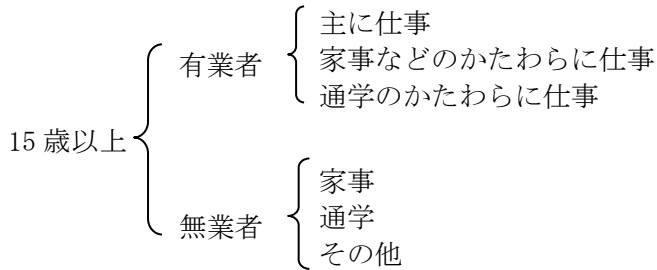 15歳以上
有業者
主に仕事
家事などのかたわらに仕事
通学のかたわらに仕事
無業者
家事
通学
その他